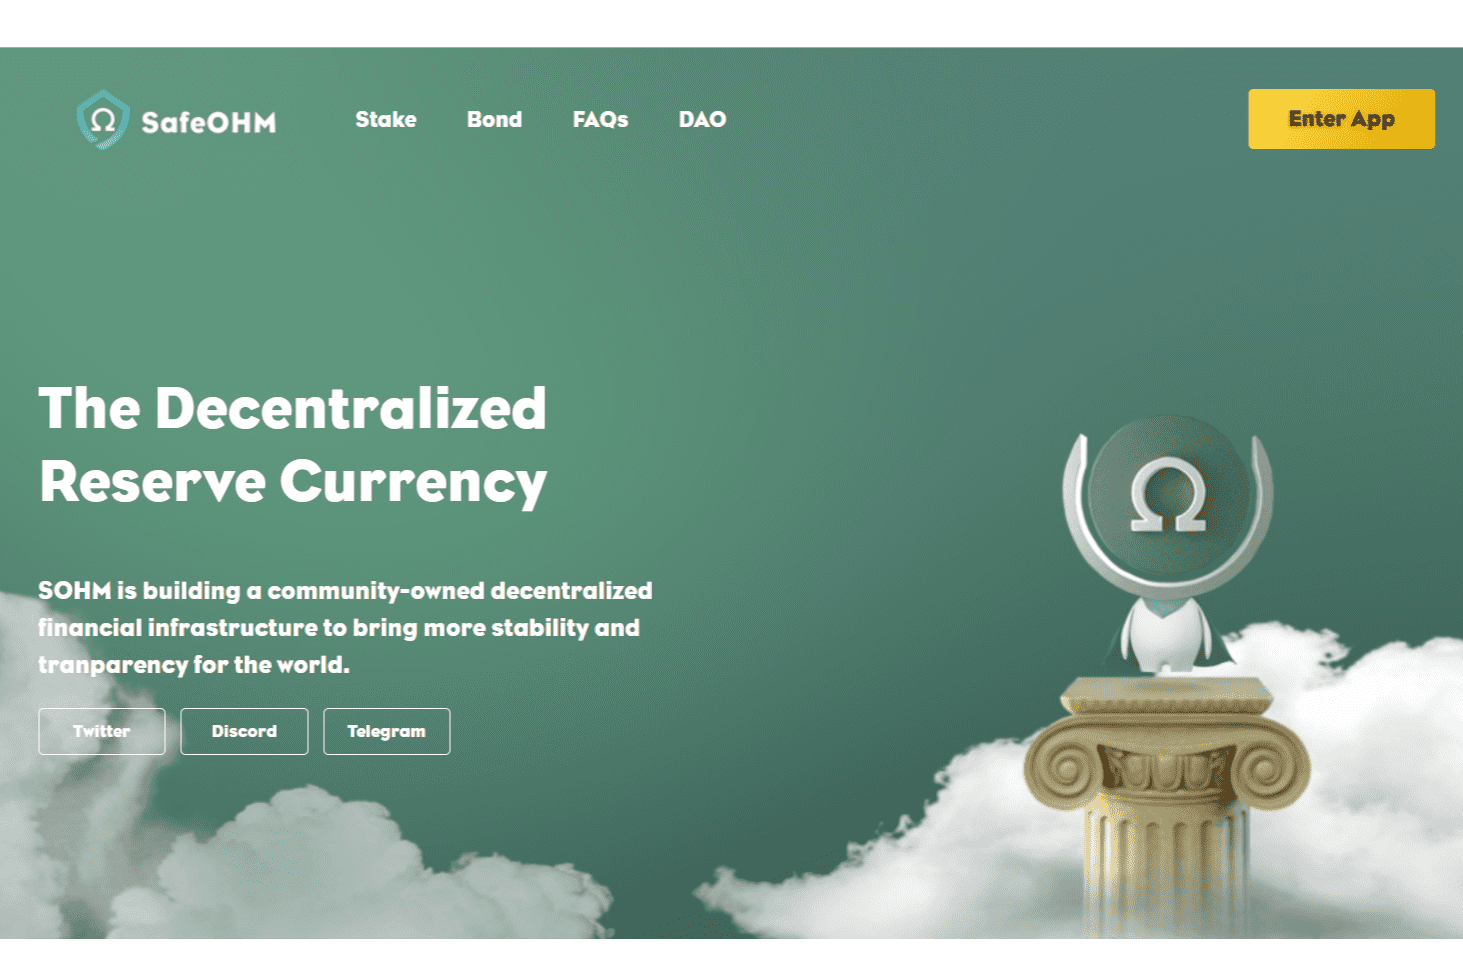 Ω SafeOHM Stake Bond FAQs DAO Enter App
The Decentralized
Reserve Currency
Ω
SOHM is building a community-owned decentralized
financial infrastructure to bring more stability and
tranparency for the world.
Twitter Discord Telegram